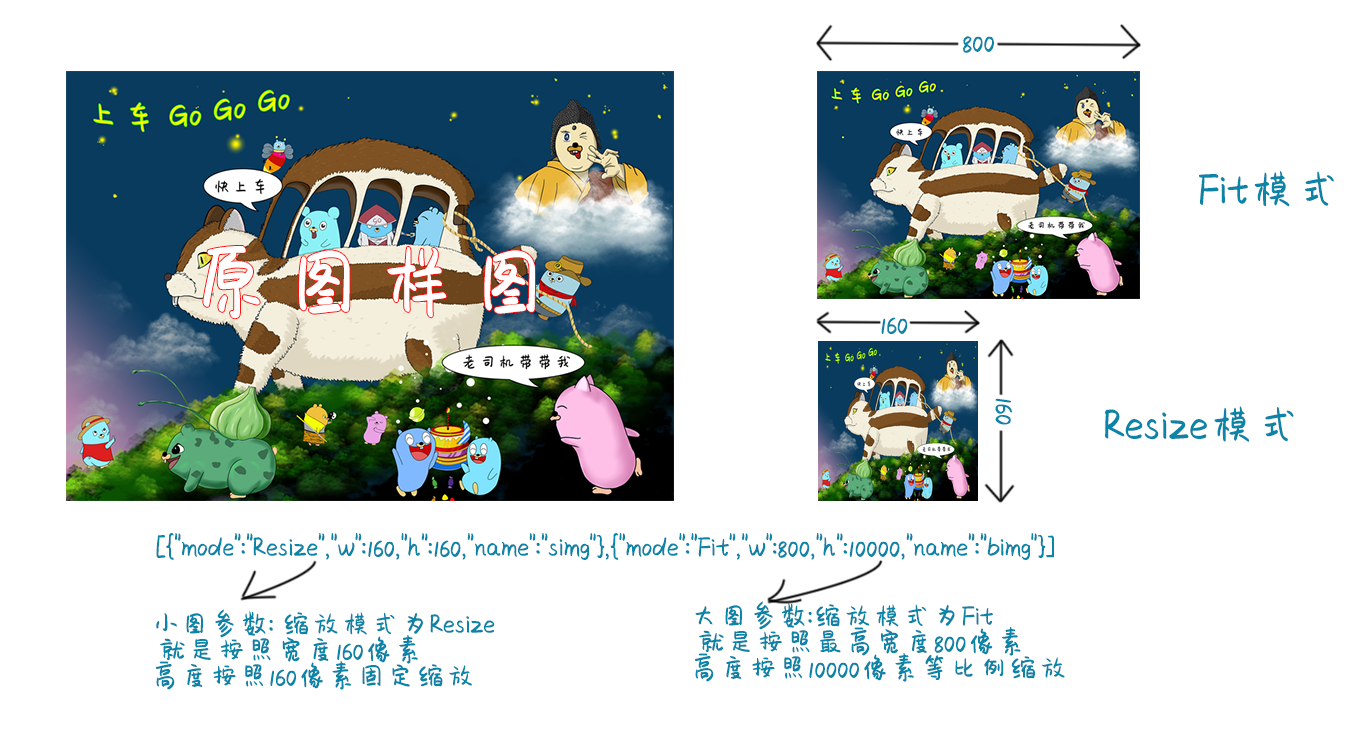 上车 Go Go Go
快上车
GO
原图样图
老司机带带我
800
上车 Go Go Go.
快上车
老司机带带我
Fit模式
160
上车 Go Go Go.
快上车
老司机带带我
160
Resize模式
[{"mode":"Resize","w":160,"h":160,"name":"simg"},{"mode":"Fit","w":800,"h":10000,"name":"bimg"}]
小图参数:缩放模式为Resize
就是按照宽度160像素
高度按照160像素固定缩放
大图参数:缩放模式为Fit
就是按照最高宽度800像素
高度按照10000像素等比例缩放